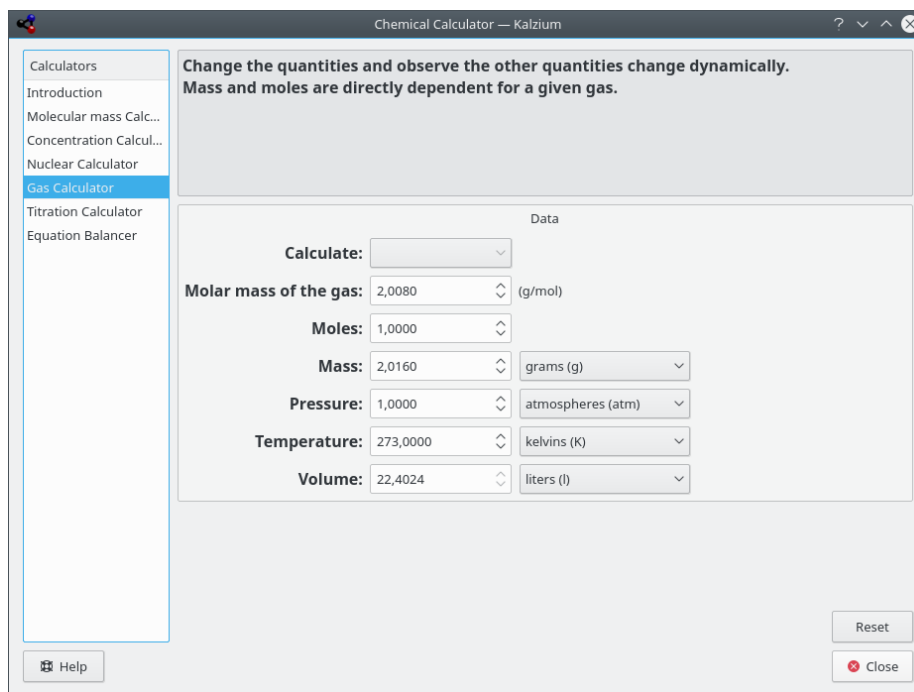 Chemical Calculator — Kalzium
?
Calculators
Introduction
Molecular mass Calc...
Concentration Calcul...
Nuclear Calculator
Gas Calculator
Titration Calculator
Equation Balancer
Change the quantities and observe the other quantities change dynamically.
Mass and moles are directly dependent for a given gas.
Data
Calculate:
Molar mass of the gas: 2,0080 (g/mol)
Moles: 1,0000
Mass: 2,0160 grams (g)
Pressure: 1,0000 atmospheres (atm)
Temperature: 273,0000 kelvins (K)
Volume: 22,4024 liters (l)
Reset
Help
Close